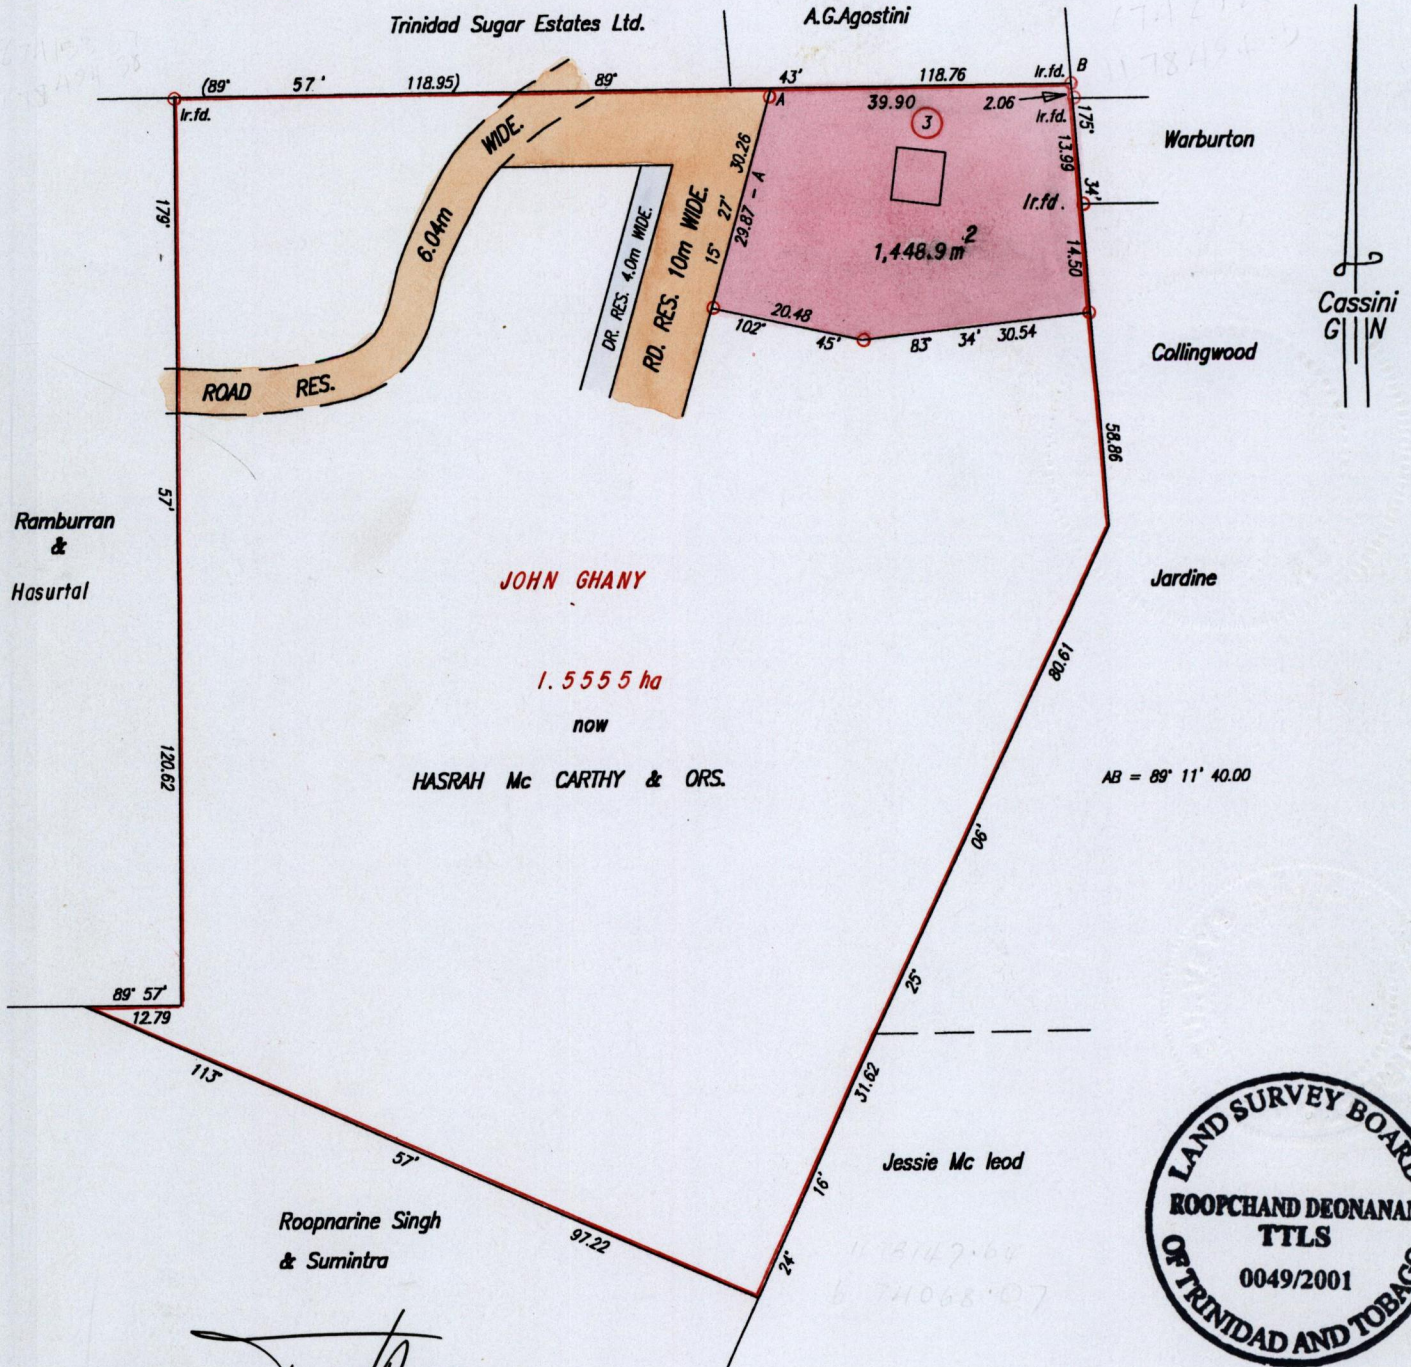 Trinidad Sugar Estates Ltd.
A.G.Agostini
(89° 57' 118.95)
89° 43' 118.76
Ir.fd.
B
Ir.fd.
A
39.90
2.06
Ir.fd.
175°
Warburton
3
WIDE.
30.26
13.99
34'
Ir.fd.
179°
6.04m
DR. RES. 4.0m WIDE.
RD. RES. 10m WIDE.
15° 27'
29.87 - A
1,448.9 m²
14.50
Cassini
G N
20.48
102° 45'
83° 34' 30.54
Collingwood
ROAD RES.
58.86
57'
Ramburran
&
Hasurtal
JOHN GHANY
Jardine
80.61
1.5555 ha
now
HASRAH Mc CARTHY & ORS.
120.62
AB = 89° 11' 40.00
06'
25°
89° 57'
12.79
113°
57'
97.22
31.62
16'
24°
Jessie Mc leod
Roopnarine Singh
& Sumintra
LAND SURVEY BOARD
ROOPCHAND DEONANAN
TTLS
0049/2001
OF TRINIDAD AND TOBAGO